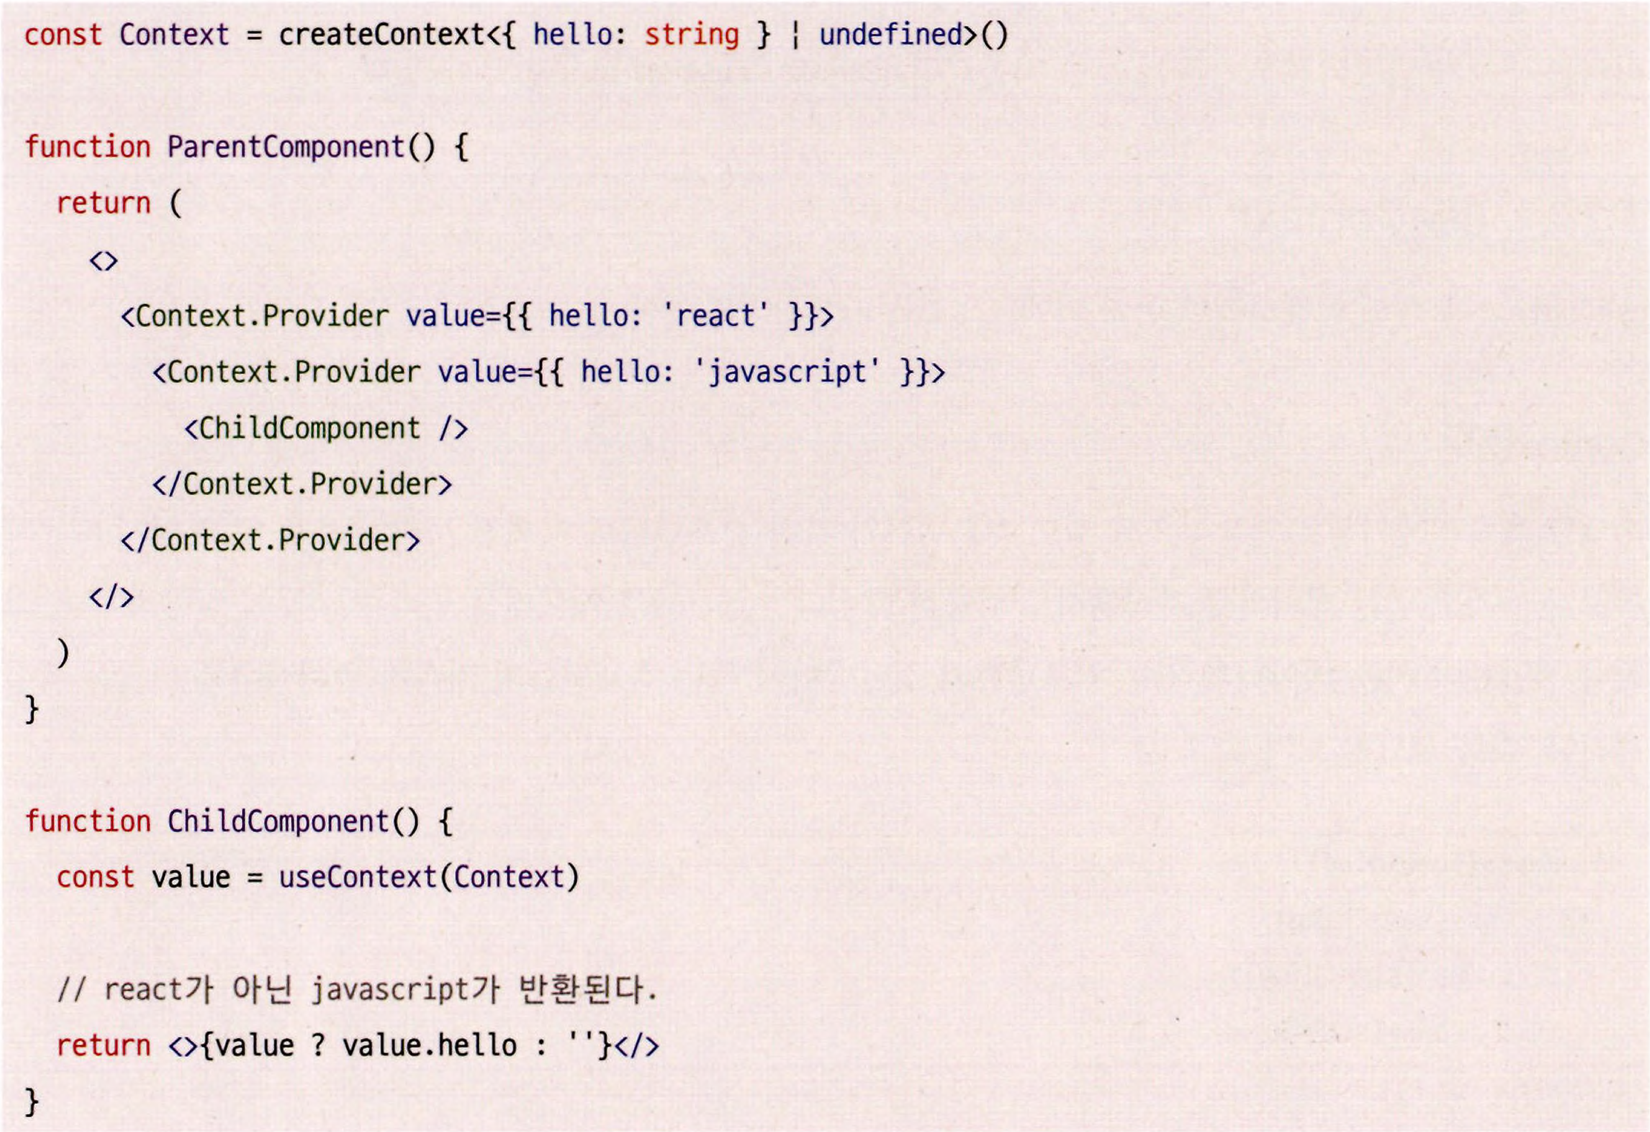 const Context = createContext<{ hello: string } | undefined>()

function ParentComponent() {
  return (
    <>
      <Context.Provider value={{ hello: 'react' }}>
        <Context.Provider value={{ hello: 'javascript' }}>
          <ChildComponent />
        </Context.Provider>
      </Context.Provider>
    </>
  )
}

function ChildComponent() {
  const value = useContext(Context)

  // react가 아닌 javascript가 반환된다.
  return <>{value ? value.hello : ''}</>
}